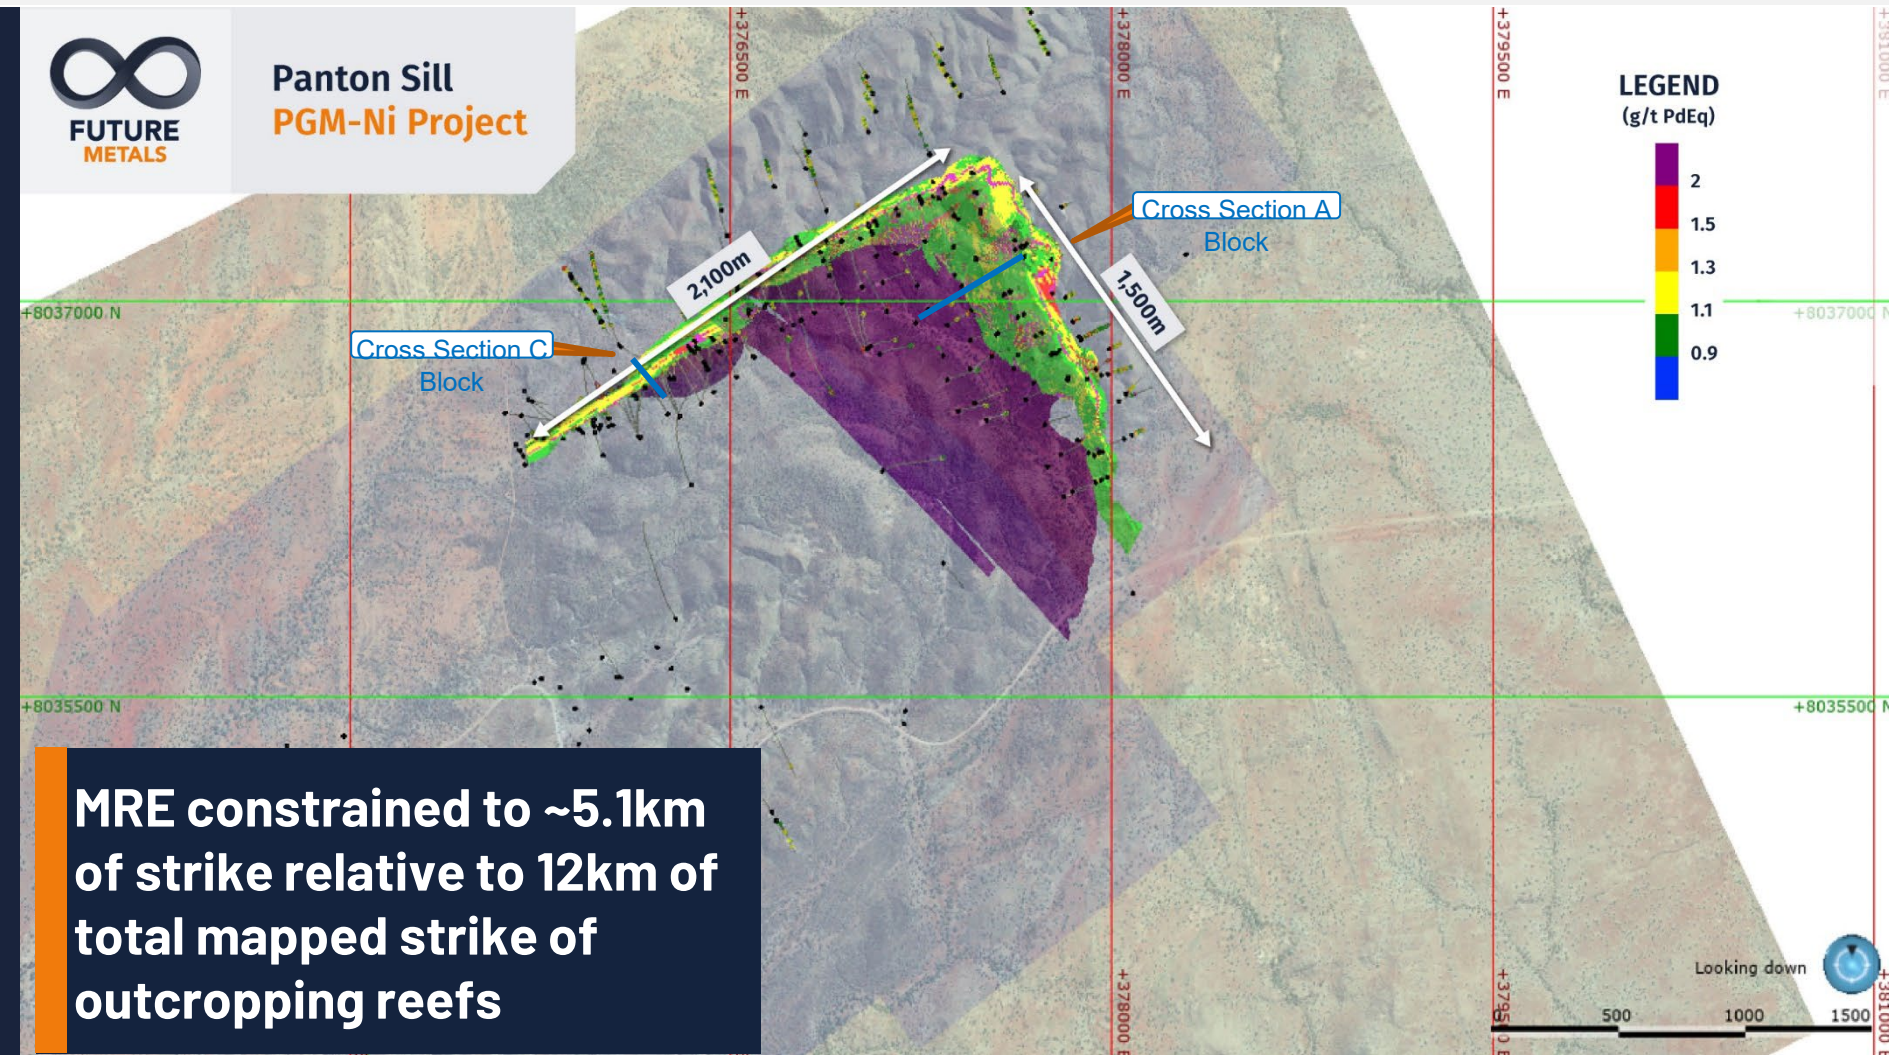 FUTURE
METALS
Panton Sill
PGM-Ni Project
+376500 E
+378000 E
+379500 E
+381000 E
LEGEND
(g/t PdEq)
2
1.5
1.3
1.1
0.9
Cross Section A
Block
2,100m
1,500m
+8037000 N
+8037000 N
Cross Section C
Block
+8035500 N
+8035500 N
MRE constrained to ~5.1km
of strike relative to 12km of
total mapped strike of
outcropping reefs
+378000 E
Looking down
+381000 E
500
1000
1500